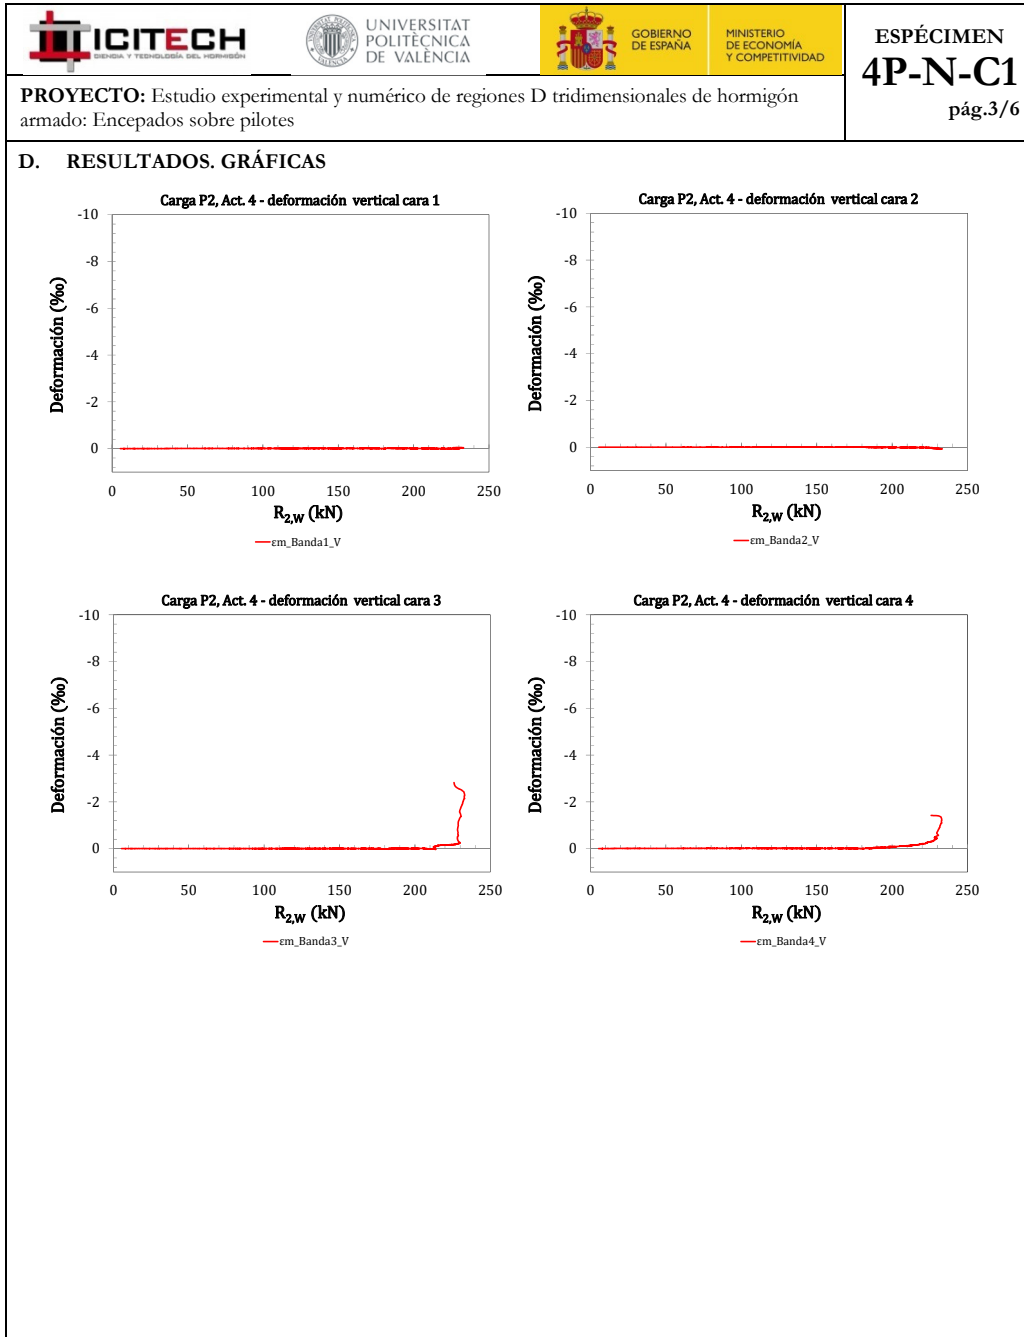 ICITECH
CIENCIA Y TECNOLOGÍA DEL HORMIGÓN
UNIVERSITAT
POLITÈCNICA
DE VALÈNCIA
GOBIERNO
DE ESPAÑA
MINISTERIO
DE ECONOMÍA
Y COMPETITIVIDAD
ESPÉCIMEN
4P-N-C1
pág.3/6
PROYECTO: Estudio experimental y numérico de regiones D tridimensionales de hormigón
armado: Encepados sobre pilotes
D. RESULTADOS. GRÁFICAS
Carga P2, Act. 4 - deformación vertical cara 1
Deformación (‰)
-10
-8
-6
-4
-2
0
0 50 100 150 200 250
R2,W (kN)
εm_Banda1_V
Carga P2, Act. 4 - deformación vertical cara 2
Deformación (‰)
-10
-8
-6
-4
-2
0
0 50 100 150 200 250
R2,W (kN)
εm_Banda2_V
Carga P2, Act. 4 - deformación vertical cara 3
Deformación (‰)
-10
-8
-6
-4
-2
0
0 50 100 150 200 250
R2,W (kN)
εm_Banda3_V
Carga P2, Act. 4 - deformación vertical cara 4
Deformación (‰)
-10
-8
-6
-4
-2
0
0 50 100 150 200 250
R2,W (kN)
εm_Banda4_V